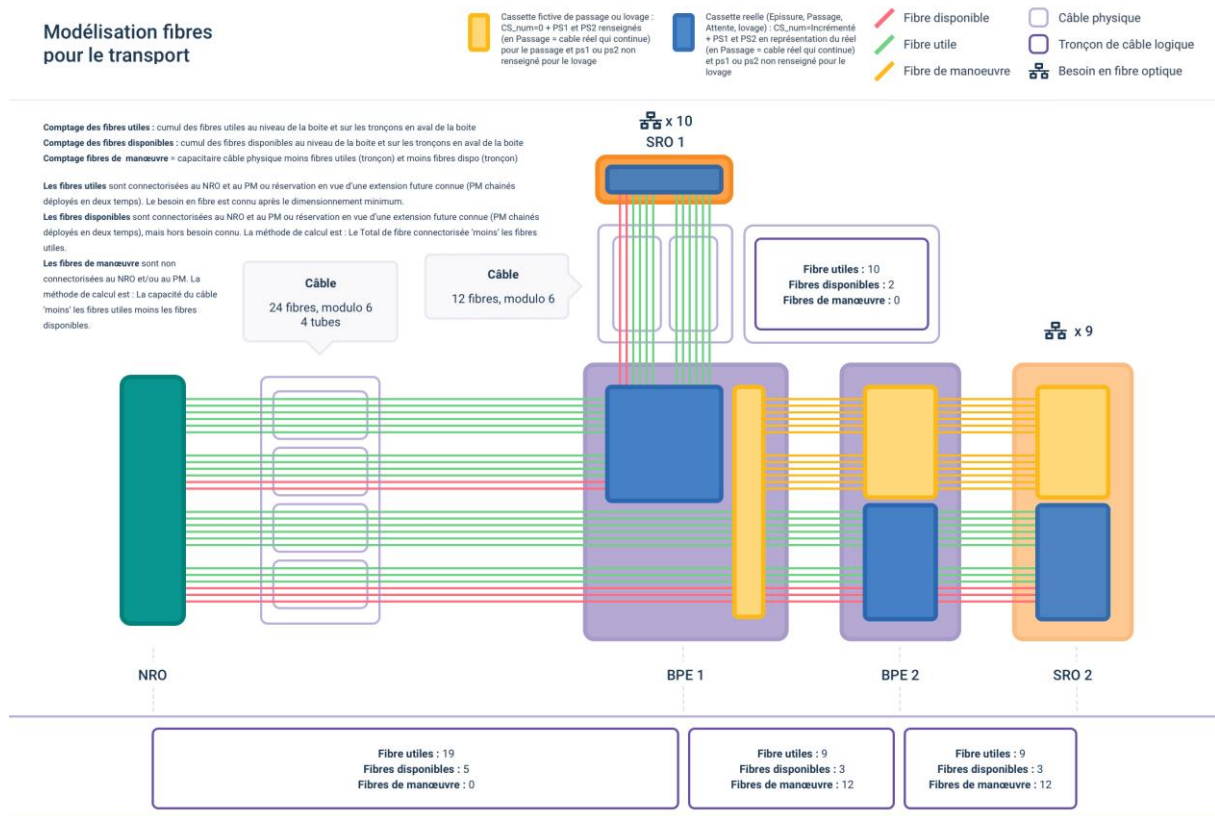 Modélisation fibres
pour le transport
Cassette fictive de passage ou lovage :
CS_num=0 + PS1 et PS2 renseignés
(en Passage = cable réel qui continue)
pour le passage et ps1 ou ps2 non
renseigné pour le lovage
Cassette reelle (Epissure, Passage,
Attente, lovage) : CS_num=Incrémenté
+ PS1 et PS2 en représentation du réel
(en Passage = cable réel qui continue)
et ps1 ou ps2 non renseigné pour le
lovage
Fibre disponible
Fibre utile
Fibre de manoeuvre
Câble physique
Tronçon de câble logique
Besoin en fibre optique
Comptage des fibres utiles : cumul des fibres utiles au niveau de la boite et sur les tronçons en aval de la boite
Comptage des fibres disponibles : cumul des fibres disponibles au niveau de la boite et sur les tronçons en aval de la boite
Comptage fibres de manœuvre = capacitaire câble physique moins fibres utiles (tronçon) et moins fibres dispo (tronçon)
Les fibres utiles sont connectorisées au NRO et au PM ou réservation en vue d'une extension future connue (PM chainés
déployés en deux temps). Le besoin en fibre est connu après le dimensionnement minimum.
Les fibres disponibles sont connectorisées au NRO et au PM ou réservation en vue d'une extension future connue (PM chainés
déployés en deux temps), mais hors besoin connu. La méthode de calcul est : Le Total de fibre connectorisée 'moins' les fibres
utiles.
Les fibres de manœuvre sont non
connectorisées au NRO et/ou au PM. La
méthode de calcul est : La capacité du câble
'moins' les fibres utiles moins les fibres
disponibles.
x 10
SRO 1
Câble
24 fibres, modulo 6
4 tubes
Câble
12 fibres, modulo 6
Fibre utiles : 10
Fibres disponibles : 2
Fibres de manœuvre : 0
x 9
NRO
BPE 1
BPE 2
SRO 2
Fibre utiles : 19
Fibres disponibles : 5
Fibres de manœuvre : 0
Fibre utiles : 9
Fibres disponibles : 3
Fibres de manœuvre : 12
Fibre utiles : 9
Fibres disponibles : 3
Fibres de manœuvre : 12